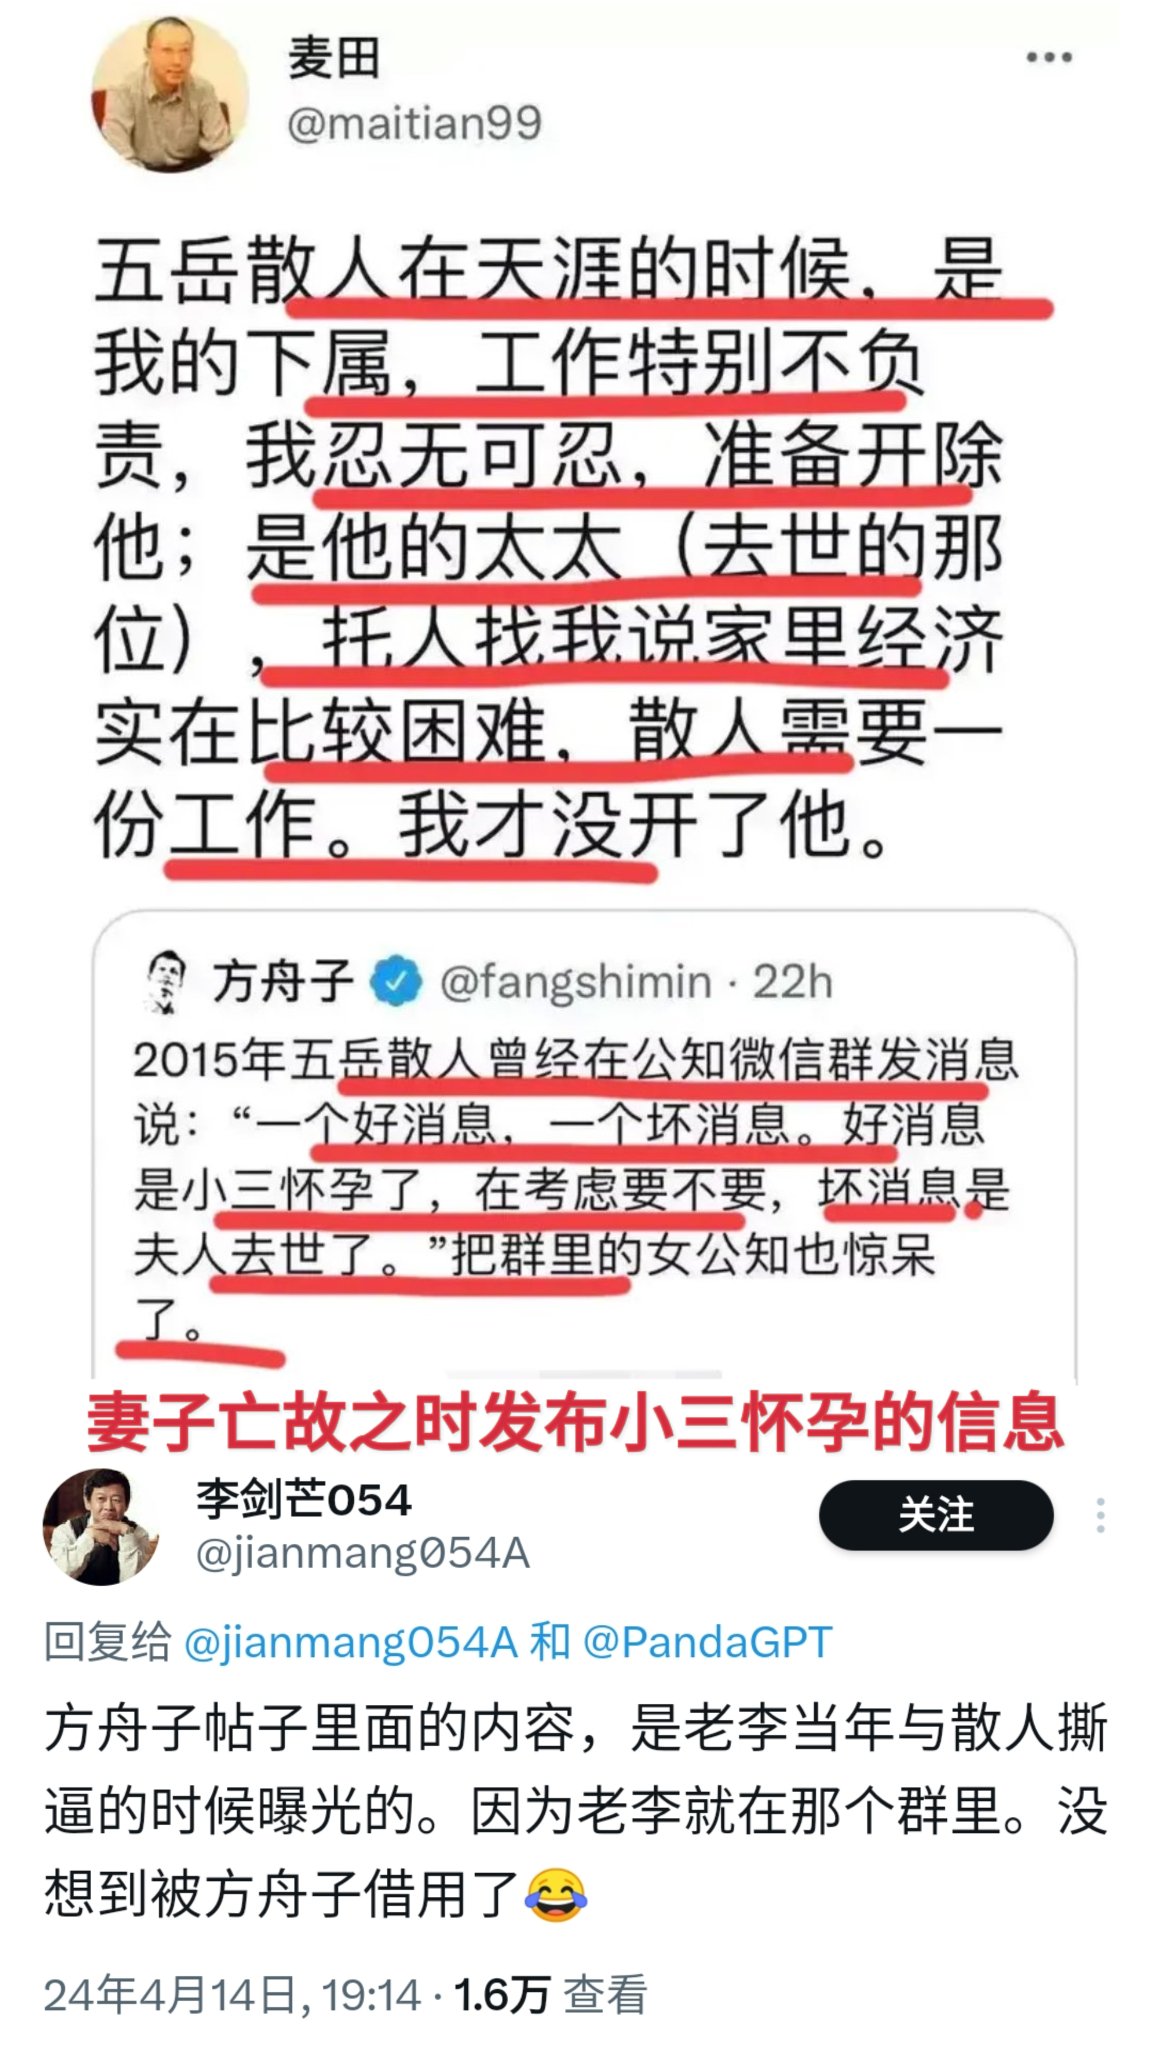 麦田
@maitian99
五岳散人在天涯的时候，是
我的下属，工作特别不负
责，我忍无可忍，准备开除
他；是他的太太（去世的那
位），托人找我说家里经济
实在比较困难，散人需要一
份工作。我才没开了他。
方舟子 @fangshimin · 22h
2015年五岳散人曾经在公知微信群发消息
说：“一个好消息，一个坏消息。好消息
是小三怀孕了，在考虑要不要，坏消息是
夫人去世了。”把群里的女公知也惊呆
了。
妻子亡故之时发布小三怀孕的信息
李剑芒054
@jianmang054A
关注
回复给 @jianmang054A 和 @PandaGPT
方舟子帖子里面的内容，是老李当年与散人撕
逼的时候曝光的。因为老李就在那个群里。没
想到被方舟子借用了😂
24年4月14日, 19:14 · 1.6万 查看